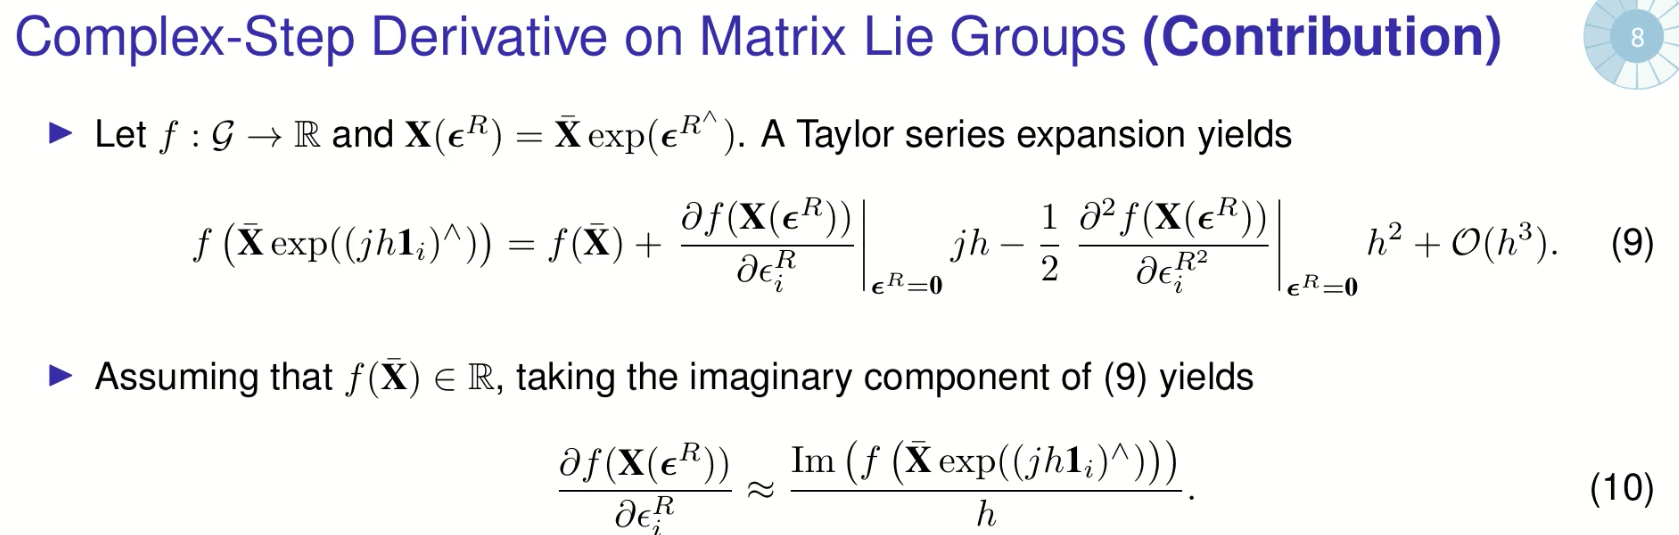 Complex-Step Derivative on Matrix Lie Groups (Contribution)
8
▶ Let $f : \mathcal{G} \to \mathbb{R}$ and $\mathbf{X}(\boldsymbol{\epsilon}^R) = \bar{\mathbf{X}} \exp(\boldsymbol{\epsilon}^{R^\wedge})$. A Taylor series expansion yields
$f\left(\bar{\mathbf{X}} \exp((jh\mathbf{1}_i)^\wedge)\right) = f(\bar{\mathbf{X}}) + \left.\frac{\partial f(\mathbf{X}(\boldsymbol{\epsilon}^R))}{\partial \epsilon_i^R}\right|_{\boldsymbol{\epsilon}^R=\mathbf{0}} jh - \frac{1}{2} \left.\frac{\partial^2 f(\mathbf{X}(\boldsymbol{\epsilon}^R))}{\partial \epsilon_i^{R^2}}\right|_{\boldsymbol{\epsilon}^R=\mathbf{0}} h^2 + \mathcal{O}(h^3).$ (9)
▶ Assuming that $f(\bar{\mathbf{X}}) \in \mathbb{R}$, taking the imaginary component of (9) yields
$\frac{\partial f(\mathbf{X}(\boldsymbol{\epsilon}^R))}{\partial \epsilon_i^R} \approx \frac{\mathrm{Im}\left(f\left(\bar{\mathbf{X}} \exp((jh\mathbf{1}_i)^\wedge)\right)\right)}{h}.$ (10)